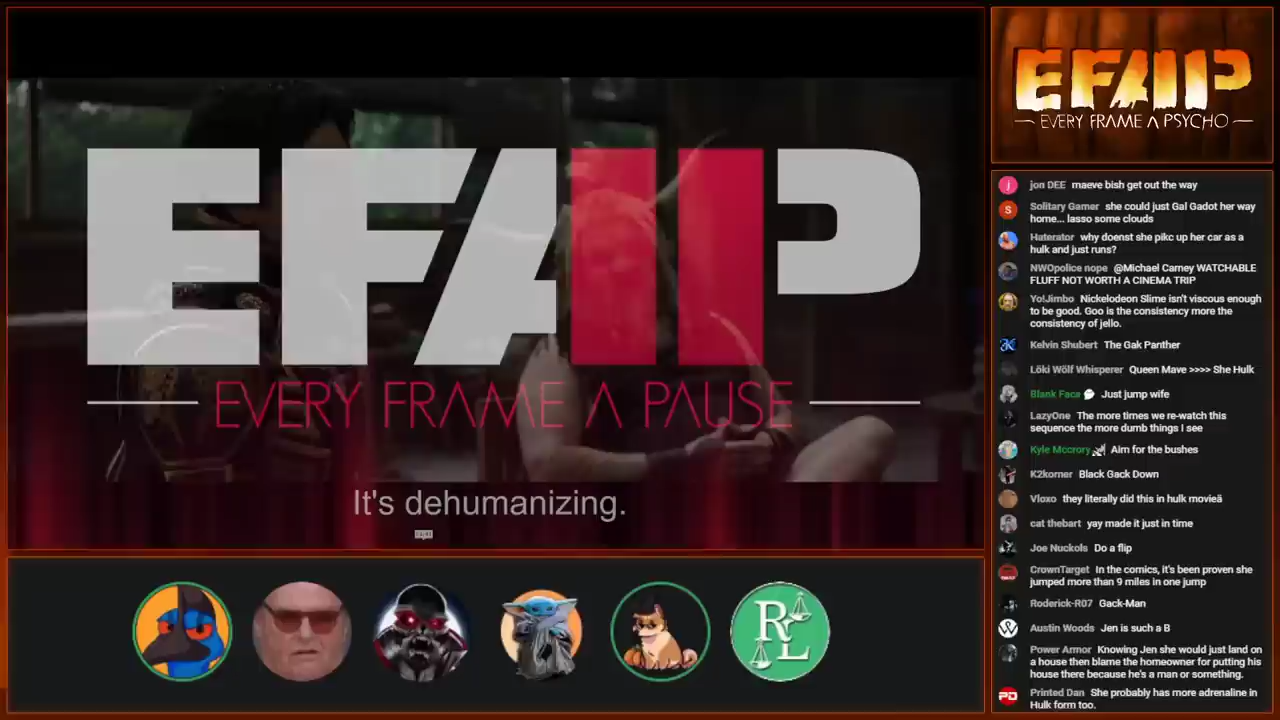 EFAIIP
EVERY FRAME A PAUSE
It's dehumanizing.
EFAIIP
EVERY FRAME A PSYCHO
jon DEE maeve bish get out the way
Solitary Gamer she could just Gal Gadot her way
home... lasso some clouds
Haterator why doenst she pikc up her car as a
hulk and just runs?
NWOpolice nope @Michael Carney WATCHABLE
FLUFF NOT WORTH A CINEMA TRIP
Yo!Jimbo Nickelodeon Slime isn't viscous enough
to be good. Goo is the consistency more the
consistency of jello.
Kelvin Shubert The Gak Panther
Löki Wölf Whisperer Queen Mave >>>> She Hulk
Blank Face Just jump wife
LazyOne The more times we re-watch this
sequence the more dumb things I see
Kyle Mccrory Aim for the bushes
K2korner Black Gack Down
Vloxo they literally did this in hulk movieä
cat thebart yay made it just in time
Joe Nuckols Do a flip
CrownTarget In the comics, it's been proven she
jumped more than 9 miles in one jump
Roderick-R07 Gack-Man
Austin Woods Jen is such a B
Power Armor Knowing Jen she would just land on
a house then blame the homeowner for putting his
house there because he's a man or something.
Printed Dan She probably has more adrenaline in
Hulk form too.
j
S
W
PD
RL